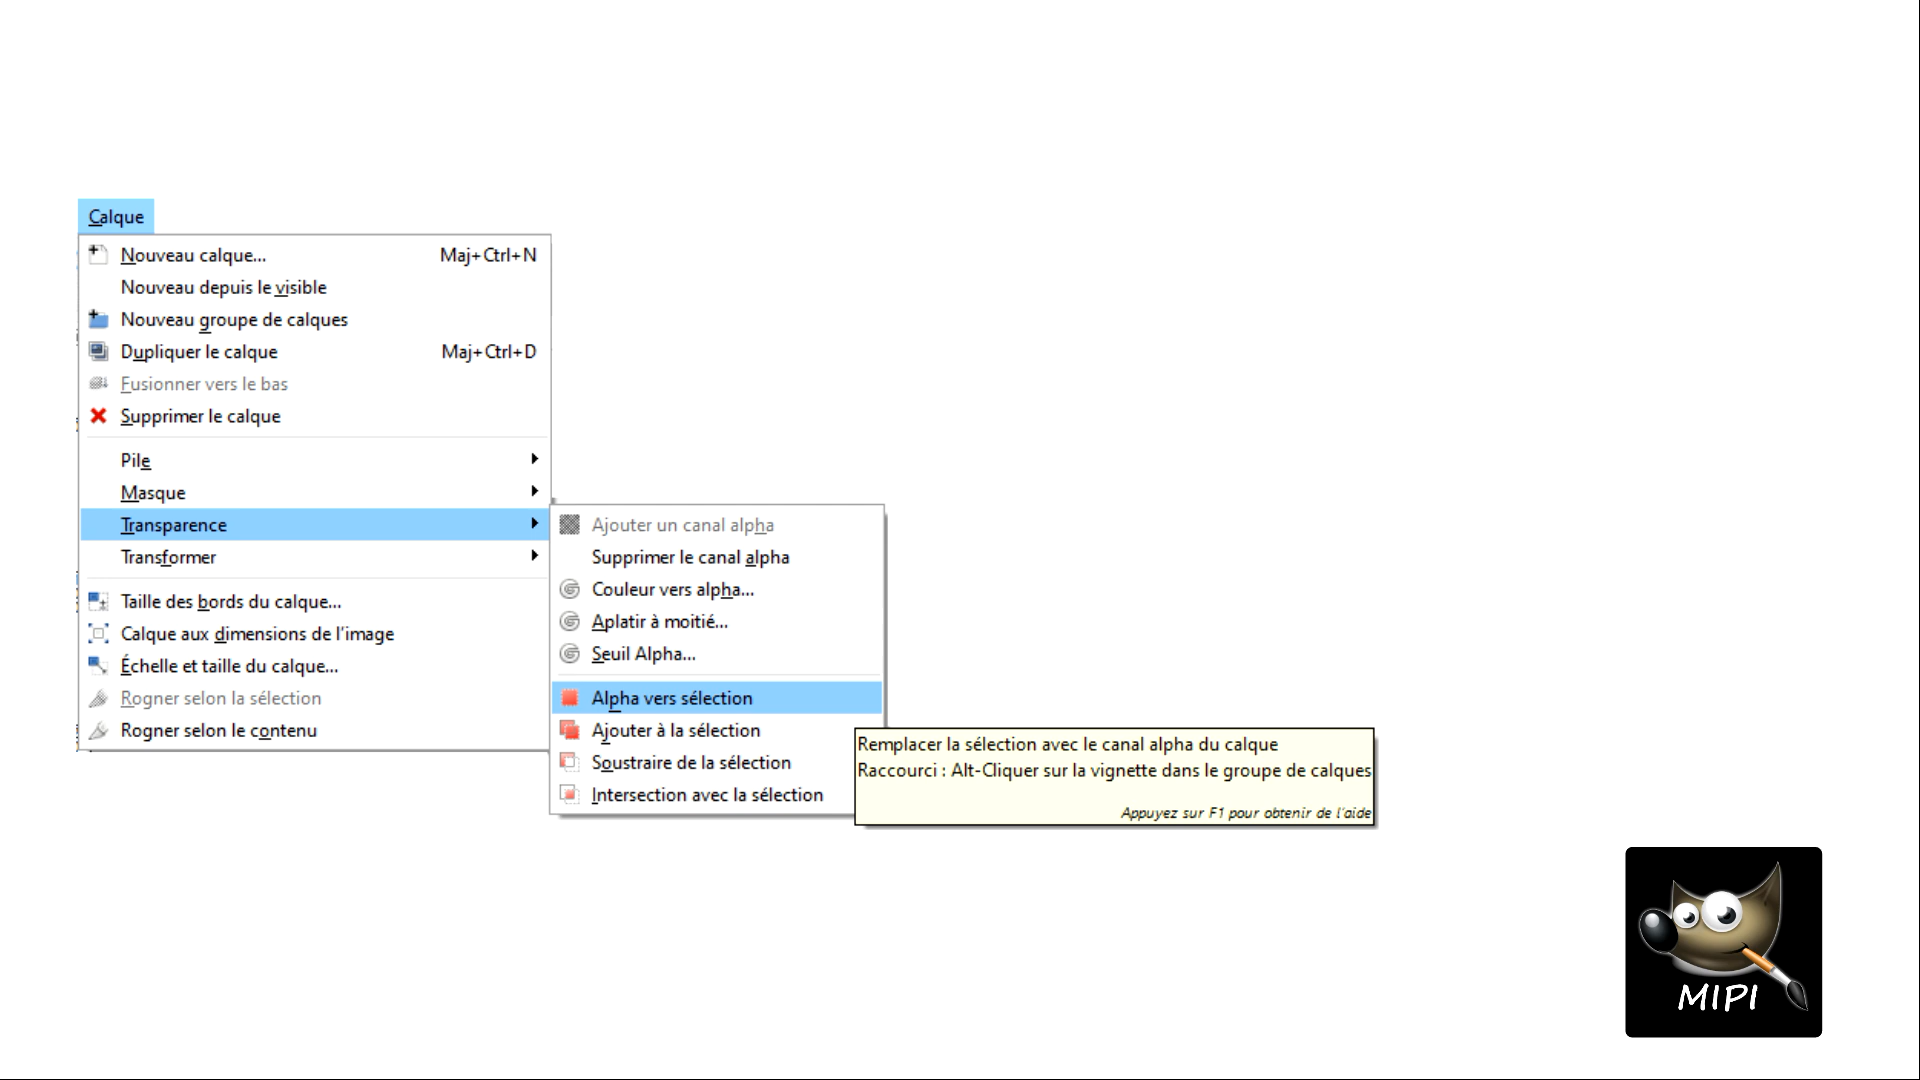 Calque
Nouveau calque... Maj+Ctrl+N
Nouveau depuis le visible
Nouveau groupe de calques
Dupliquer le calque Maj+Ctrl+D
Fusionner vers le bas
Supprimer le calque
Pile
Masque
Transparence
Transformer
Taille des bords du calque...
Calque aux dimensions de l'image
Échelle et taille du calque...
Rogner selon la sélection
Rogner selon le contenu
Ajouter un canal alpha
Supprimer le canal alpha
Couleur vers alpha...
Aplatir à moitié...
Seuil Alpha...
Alpha vers sélection
Ajouter à la sélection
Soustraire de la sélection
Intersection avec la sélection
Remplacer la sélection avec le canal alpha du calque
Raccourci : Alt-Cliquer sur la vignette dans le groupe de calques
Appuyez sur F1 pour obtenir de l'aide
MIPI